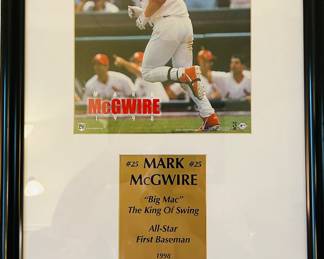 McGWIRE
#25 MARK #25
McGWIRE
"Big Mac"
The King Of Swing
All-Star
First Baseman
1998